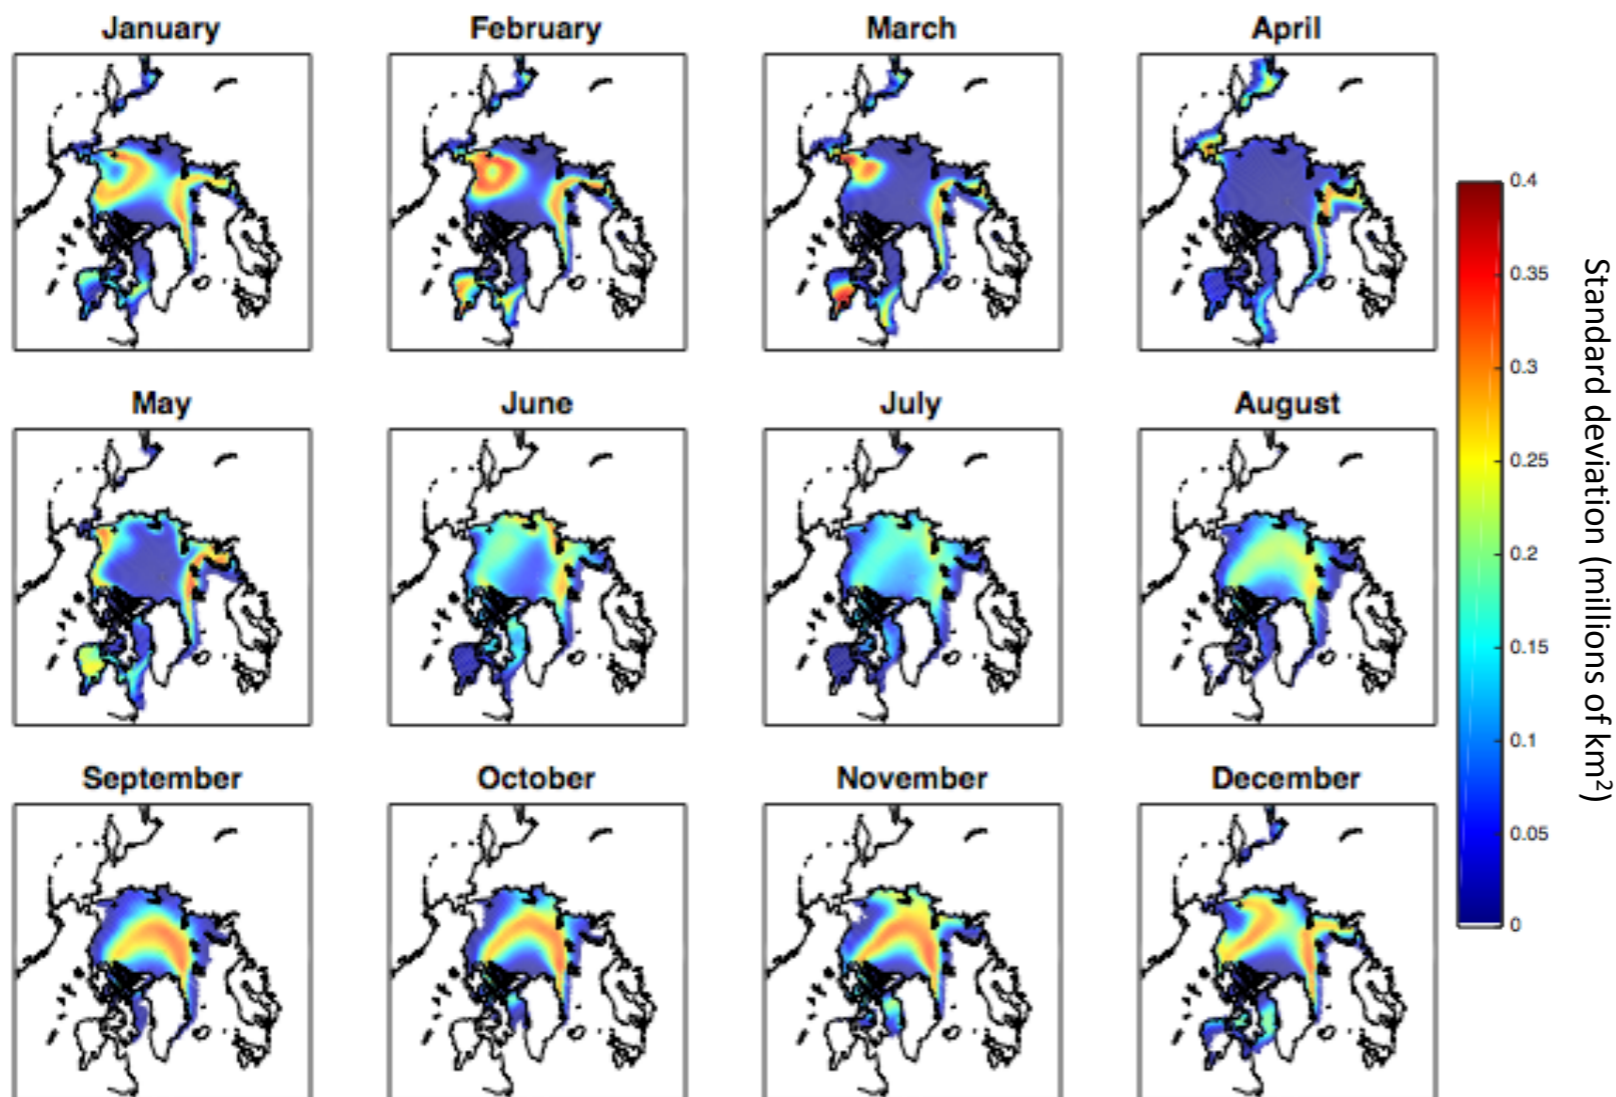 January February March April
0.4
0.35
0.3
May June July August
0.25
0.2
0.15
0.1
September October November December
0.05
0
Standard deviation (millions of km²)